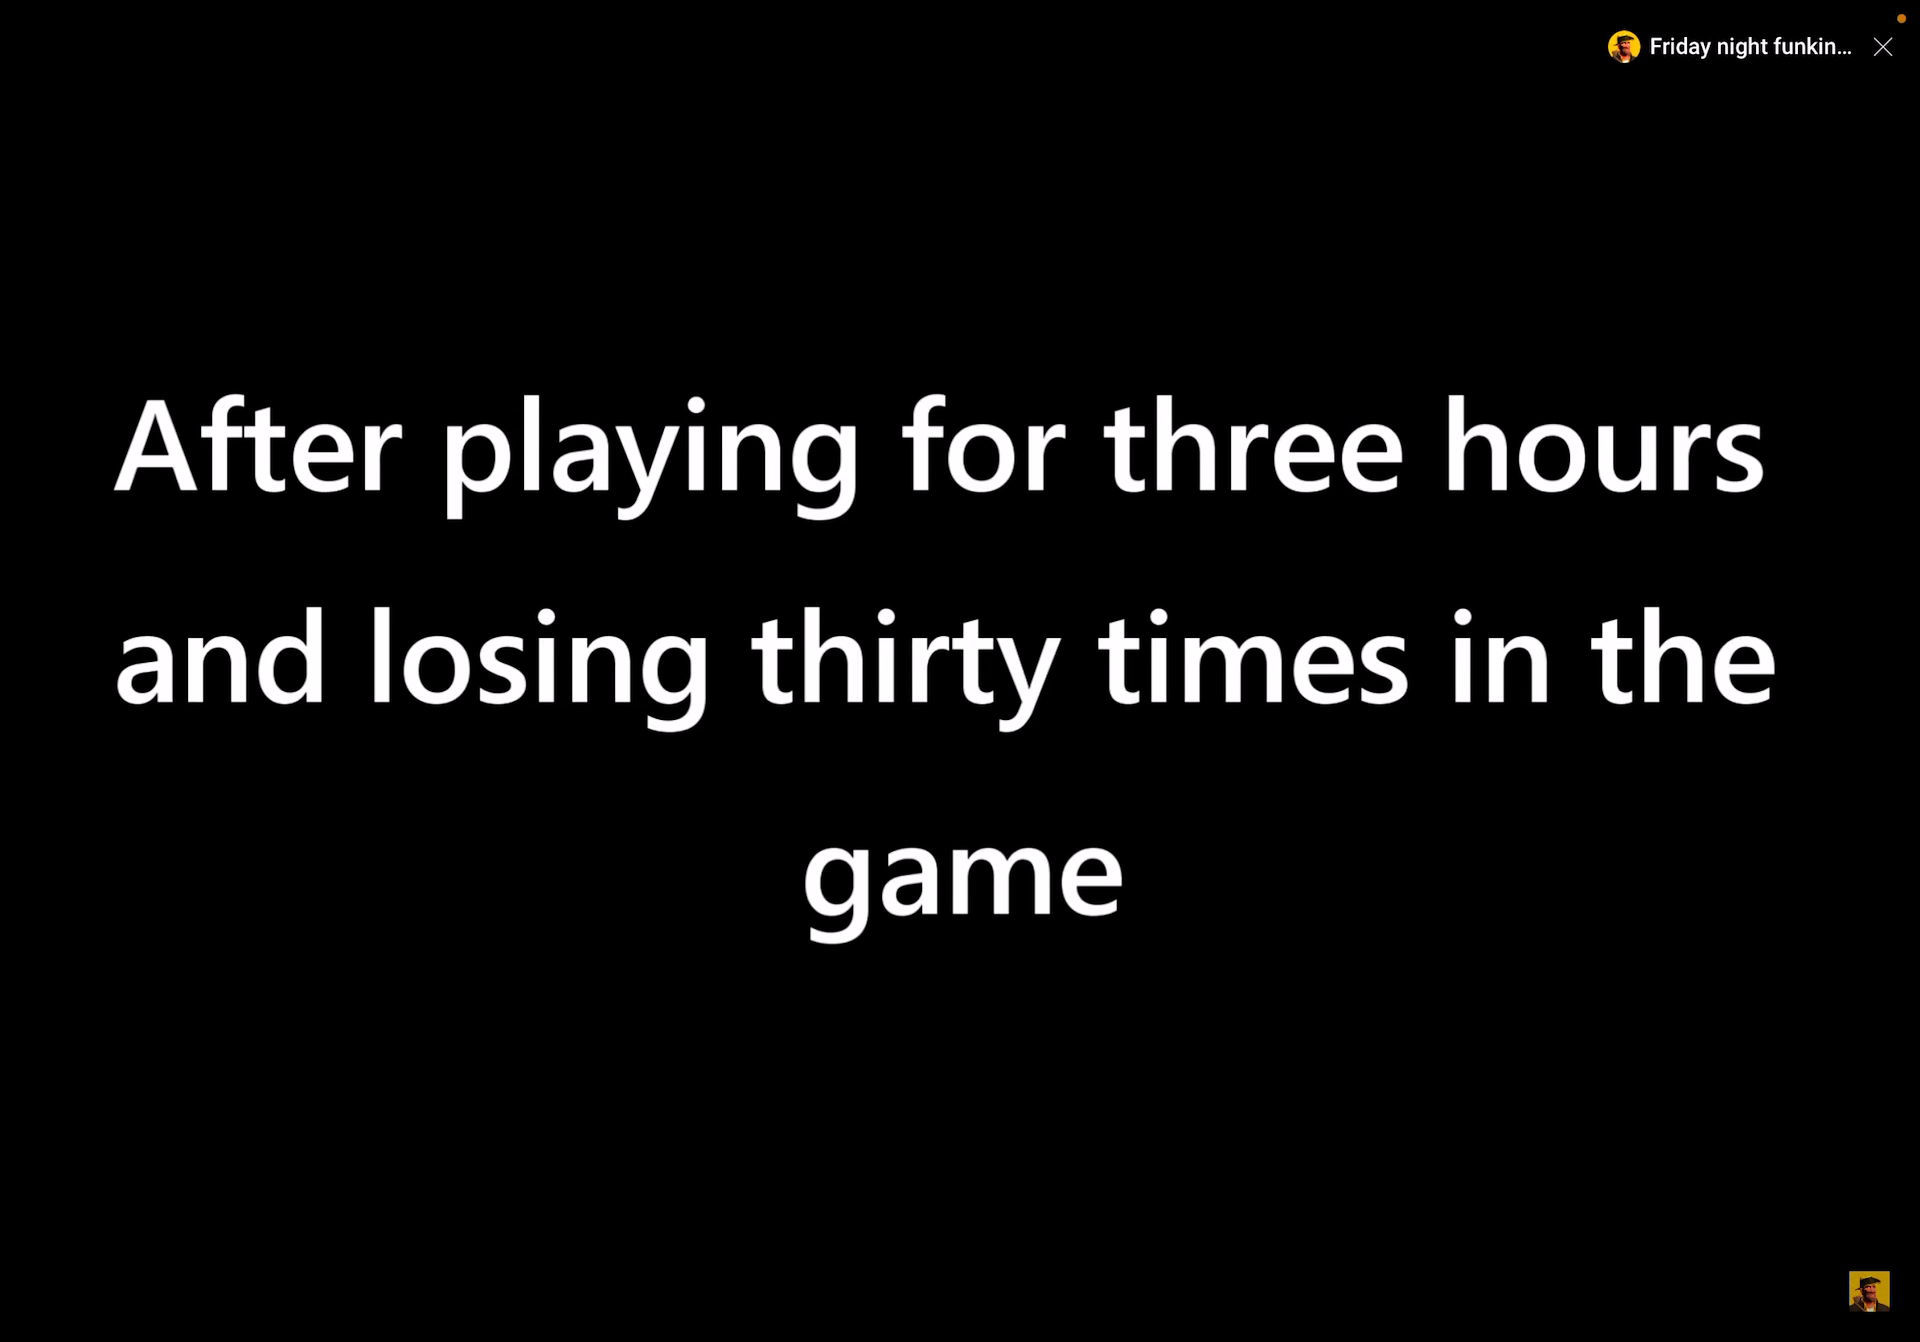 Friday night funkin...
After playing for three hours
and losing thirty times in the
game